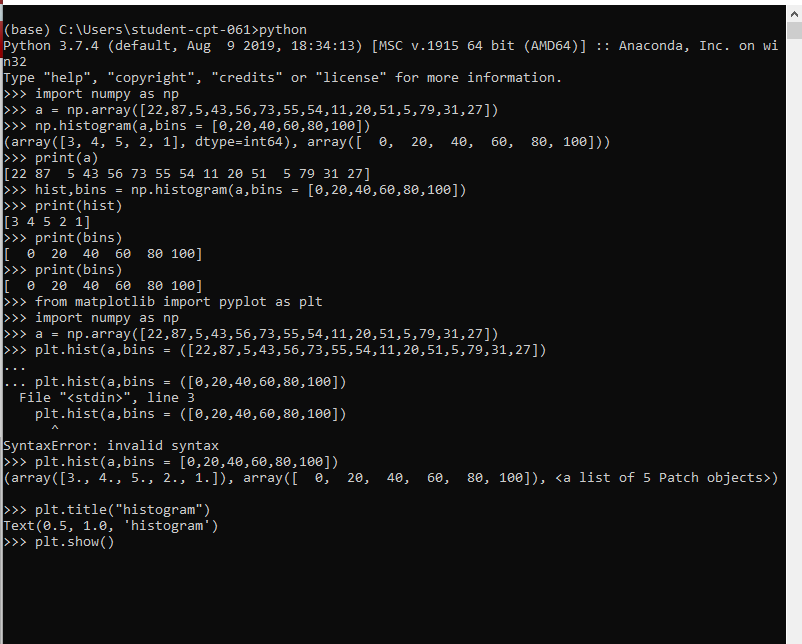 (base) C:\Users\student-cpt-061>python
Python 3.7.4 (default, Aug  9 2019, 18:34:13) [MSC v.1915 64 bit (AMD64)] :: Anaconda, Inc. on wi
n32
Type "help", "copyright", "credits" or "license" for more information.
>>> import numpy as np
>>> a = np.array([22,87,5,43,56,73,55,54,11,20,51,5,79,31,27])
>>> np.histogram(a,bins = [0,20,40,60,80,100])
(array([3, 4, 5, 2, 1], dtype=int64), array([  0,  20,  40,  60,  80, 100]))
>>> print(a)
[22 87  5 43 56 73 55 54 11 20 51  5 79 31 27]
>>> hist,bins = np.histogram(a,bins = [0,20,40,60,80,100])
>>> print(hist)
[3 4 5 2 1]
>>> print(bins)
[  0  20  40  60  80 100]
>>> print(bins)
[  0  20  40  60  80 100]
>>> from matplotlib import pyplot as plt
>>> import numpy as np
>>> a = np.array([22,87,5,43,56,73,55,54,11,20,51,5,79,31,27])
>>> plt.hist(a,bins = ([22,87,5,43,56,73,55,54,11,20,51,5,79,31,27])
...
... plt.hist(a,bins = ([0,20,40,60,80,100])
  File "<stdin>", line 3
    plt.hist(a,bins = ([0,20,40,60,80,100])
      ^
SyntaxError: invalid syntax
>>> plt.hist(a,bins = [0,20,40,60,80,100])
(array([3., 4., 5., 2., 1.]), array([  0,  20,  40,  60,  80, 100]), <a list of 5 Patch objects>)
>>> plt.title("histogram")
Text(0.5, 1.0, 'histogram')
>>> plt.show()